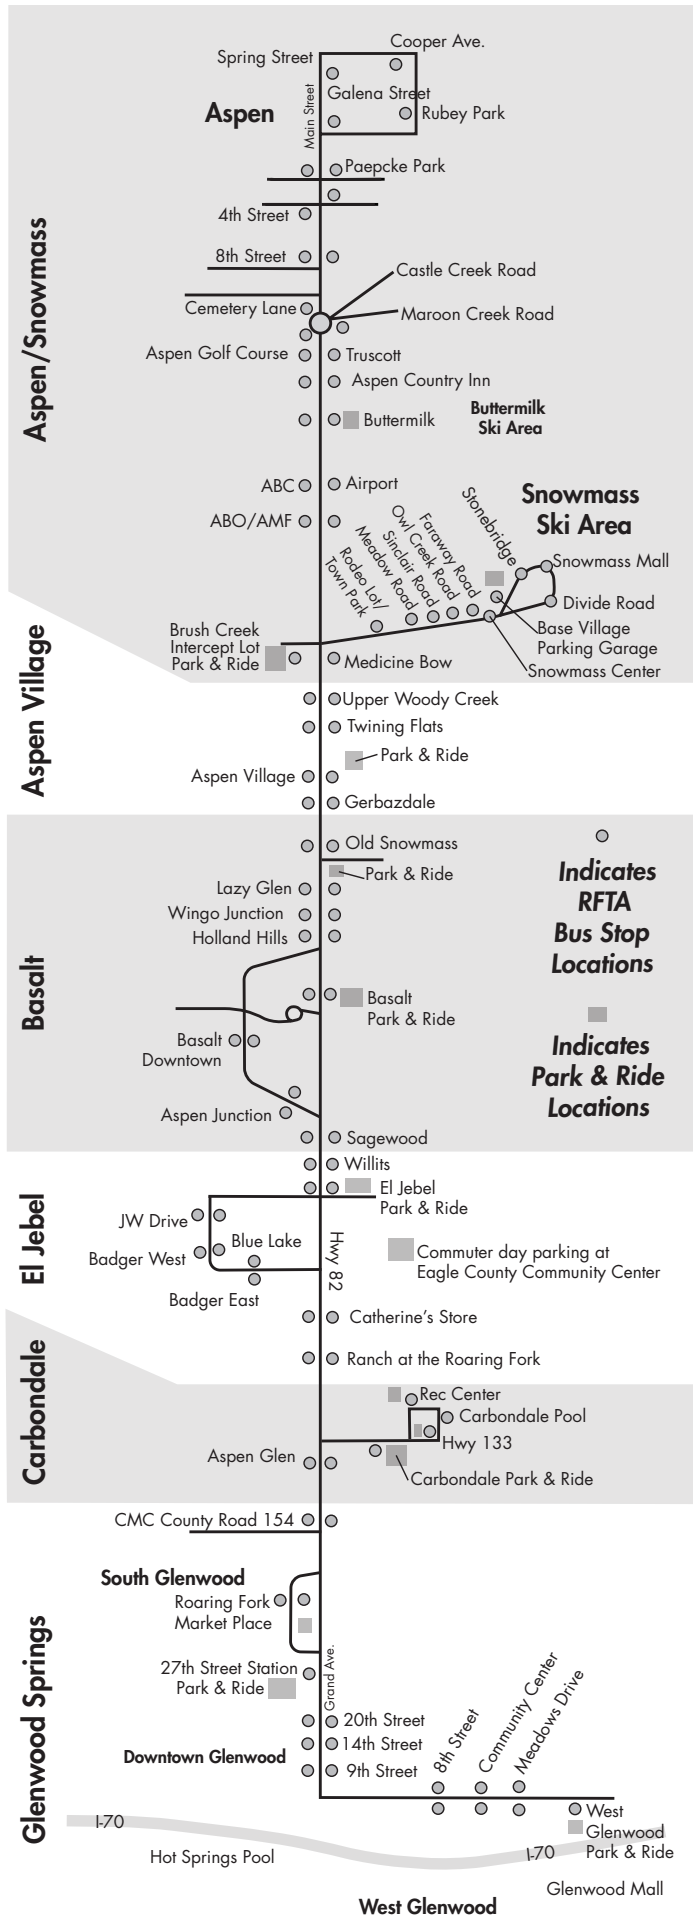 Cooper Ave.
Spring Street
Galena Street
Main Street
Aspen
Rubey Park
Paepcke Park
4th Street
8th Street
Castle Creek Road
Cemetery Lane
Maroon Creek Road
Aspen Golf Course
Truscott
Aspen Country Inn
Aspen/Snowmass
Buttermilk
Buttermilk
Ski Area
ABC
Airport
ABO/AMF
Snowmass
Ski Area
Stonebridge
Faraway Road
Owl Creek Road
Sinclair Road
Meadow Road
Rodeo Lot/
Town Park
Snowmass Mall
Divide Road
Base Village
Parking Garage
Snowmass Center
Brush Creek
Intercept Lot
Park & Ride
Medicine Bow
Aspen Village
Upper Woody Creek
Twining Flats
Park & Ride
Aspen Village
Gerbazdale
Old Snowmass
Park & Ride
Lazy Glen
Wingo Junction
Holland Hills
Indicates
RFTA
Bus Stop
Locations
Basalt
Basalt
Park & Ride
Basalt
Downtown
Indicates
Park & Ride
Locations
Aspen Junction
Sagewood
Willits
El Jebel
El Jebel
Park & Ride
JW Drive
Blue Lake
Badger West
Hwy 82
Commuter day parking at
Eagle County Community Center
Badger East
Catherine's Store
Ranch at the Roaring Fork
Carbondale
Rec Center
Carbondale Pool
Hwy 133
Aspen Glen
Carbondale Park & Ride
CMC County Road 154
South Glenwood
Roaring Fork
Market Place
Glenwood Springs
27th Street Station
Park & Ride
Grand Ave.
20th Street
14th Street
Downtown Glenwood
9th Street
8th Street
Community Center
Meadows Drive
West
Glenwood
Park & Ride
I-70
I-70
Hot Springs Pool
Glenwood Mall
West Glenwood